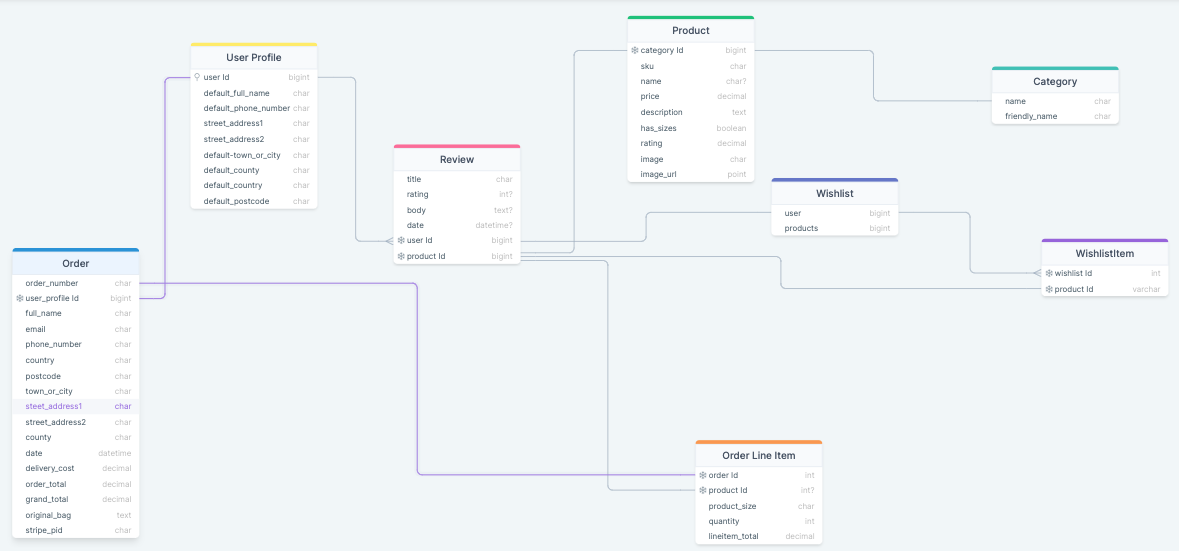 Product
category Id bigint
sku char
name char?
price decimal
description text
has_sizes boolean
rating decimal
image char
image_url point
User Profile
user Id bigint
default_full_name char
default_phone_number char
street_address1 char
street_address2 char
default-town_or_city char
default_county char
default_country char
default_postcode char
Category
name char
friendly_name char
Review
title char
rating int?
body text?
date datetime?
user Id bigint
product Id bigint
Wishlist
user bigint
products bigint
WishlistItem
wishlist Id int
product Id varchar
Order
order_number char
user_profile Id bigint
full_name char
email char
phone_number char
country char
postcode char
town_or_city char
steet_address1 char
street_address2 char
county char
date datetime
delivery_cost decimal
order_total decimal
grand_total decimal
original_bag text
stripe_pid char
Order Line Item
order Id int
product Id int?
product_size char
quantity int
lineitem_total decimal